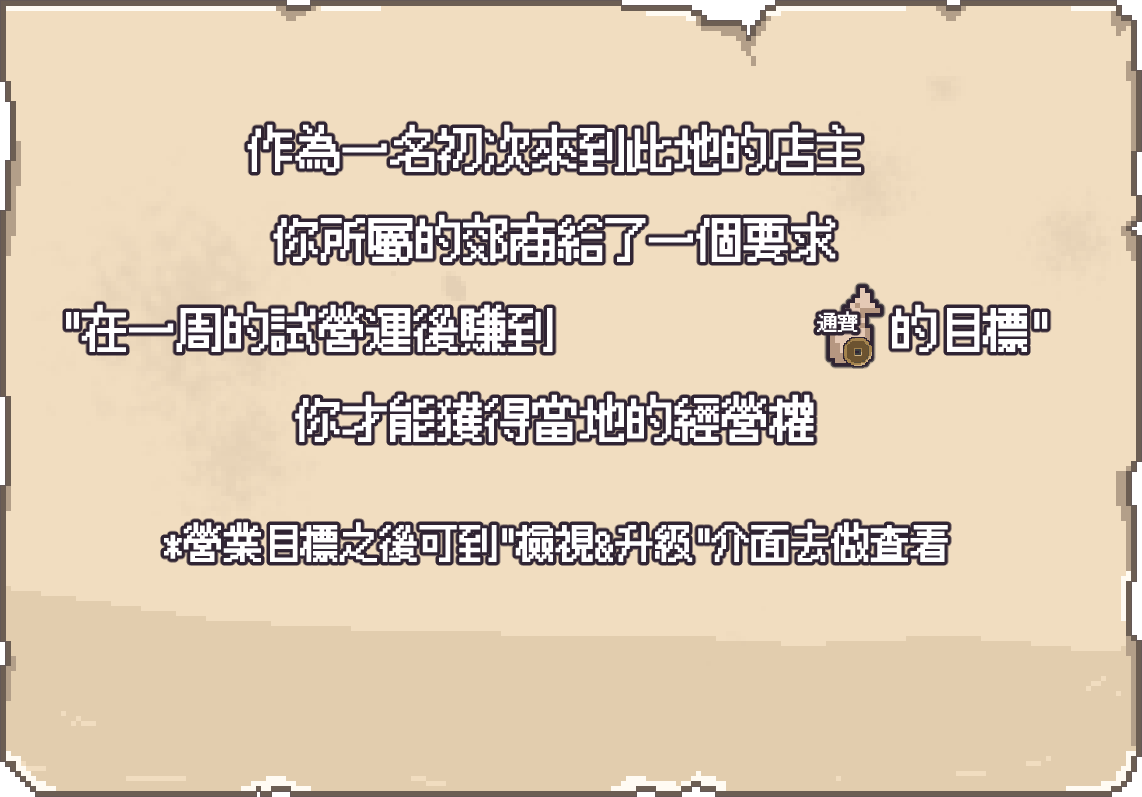 作為一名初次來到此地的店主
你所屬的郊商給了一個要求
"在一周的試營運後賺到 通寶 的目標"
你才能獲得當地的經營權
*營業目標之後可到"檢視&升級"介面去做查看